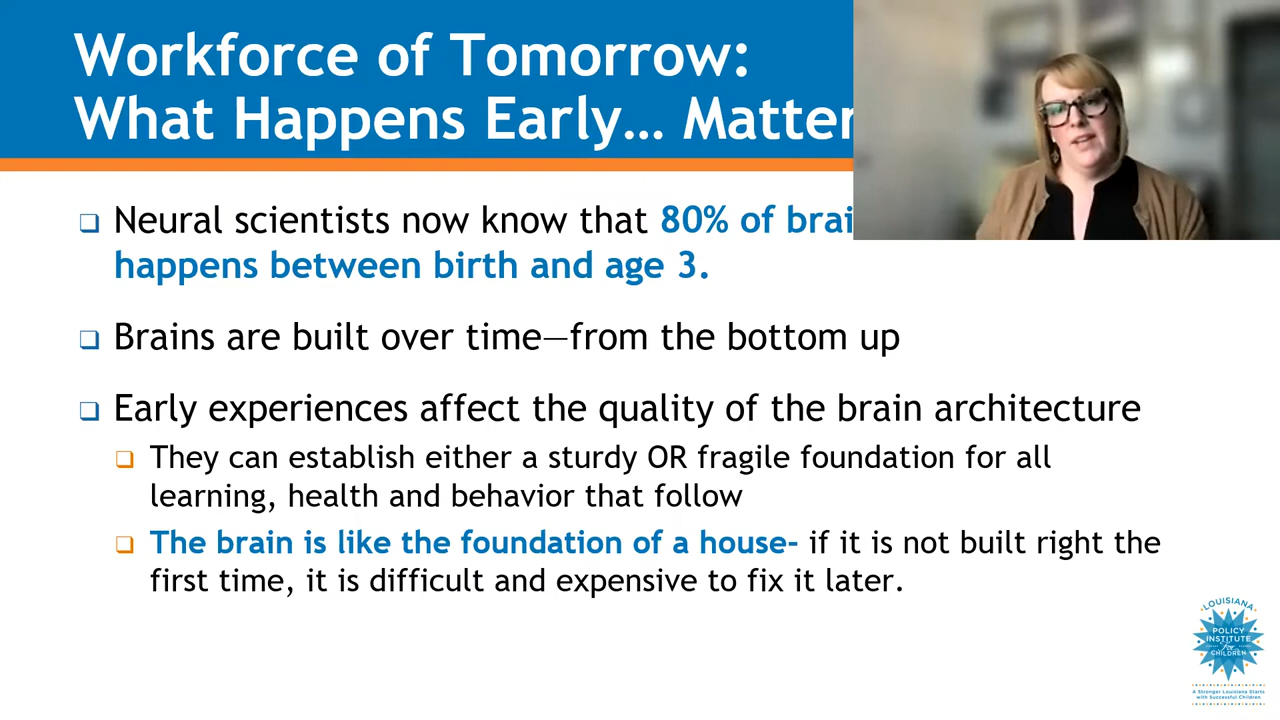 Workforce of Tomorrow:
What Happens Early... Matter
❑ Neural scientists now know that 80% of brai
happens between birth and age 3.
❑ Brains are built over time—from the bottom up
❑ Early experiences affect the quality of the brain architecture
❑ They can establish either a sturdy OR fragile foundation for all
learning, health and behavior that follow
❑ The brain is like the foundation of a house- if it is not built right the
first time, it is difficult and expensive to fix it later.
LOUISIANA
POLICY
INSTITUTE
for
CHILDREN
A Stronger Louisiana Starts
with Successful Children